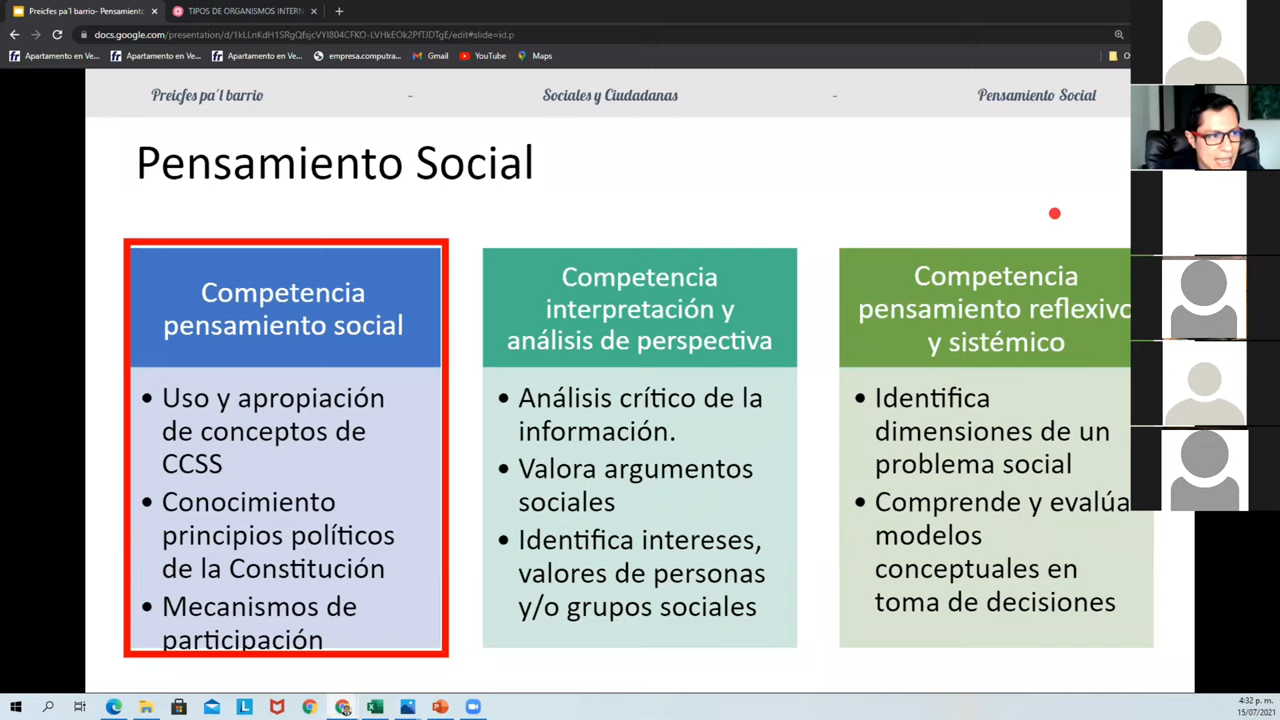 Preicfes pa'l barrio- Pensamiento
TIPOS DE ORGANISMOS INTERN
docs.google.com/presentation/d/
Apartamento en Ve...
Apartamento en Ve...
Apartamento en Ve...
empresa.computra...
Gmail
YouTube
Maps
Preicfes pa´l barrio
-
Sociales y Ciudadanas
-
Pensamiento Social
Pensamiento Social
Competencia
pensamiento social
• Uso y apropiación
de conceptos de
CCSS
• Conocimiento
principios políticos
de la Constitución
• Mecanismos de
participación
Competencia
interpretación y
análisis de perspectiva
• Análisis crítico de la
información.
• Valora argumentos
sociales
• Identifica intereses,
valores de personas
y/o grupos sociales
Competencia
pensamiento reflexivo
y sistémico
• Identifica
dimensiones de un
problema social
• Comprende y evalúa
modelos
conceptuales en
toma de decisiones
4:32 p. m.
15/07/2021